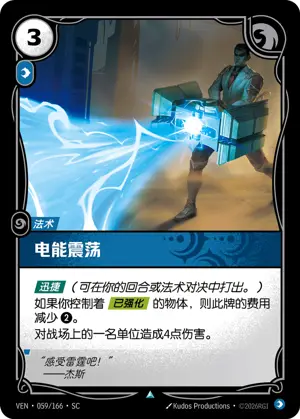 3
法术
电能震荡
迅捷 (可在你的回合或法术对决中打出。)
如果你控制着 已强化 的物体，则此牌的费用
减少 2。
对战场上的一名单位造成4点伤害。
“感受雷霆吧！”
——杰斯
VEN • 059/166 • SC
Kudos Productions • ©2026RGI